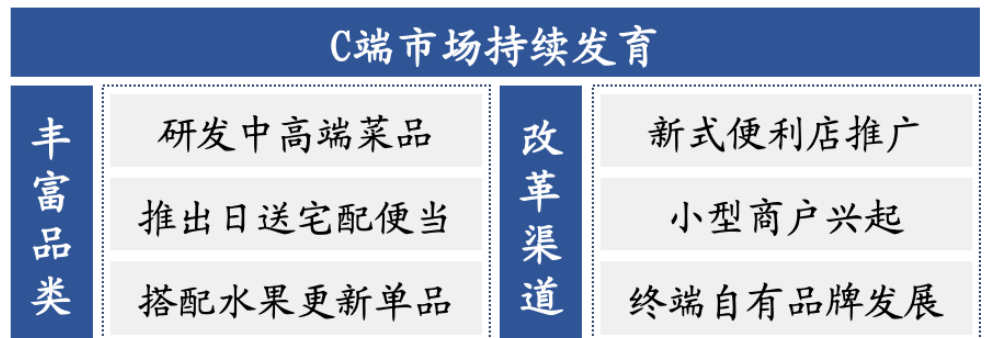 C端市场持续发育
丰富品类
研发中高端菜品
推出日送宅配便当
搭配水果更新单品
改革渠道
新式便利店推广
小型商户兴起
终端自有品牌发展